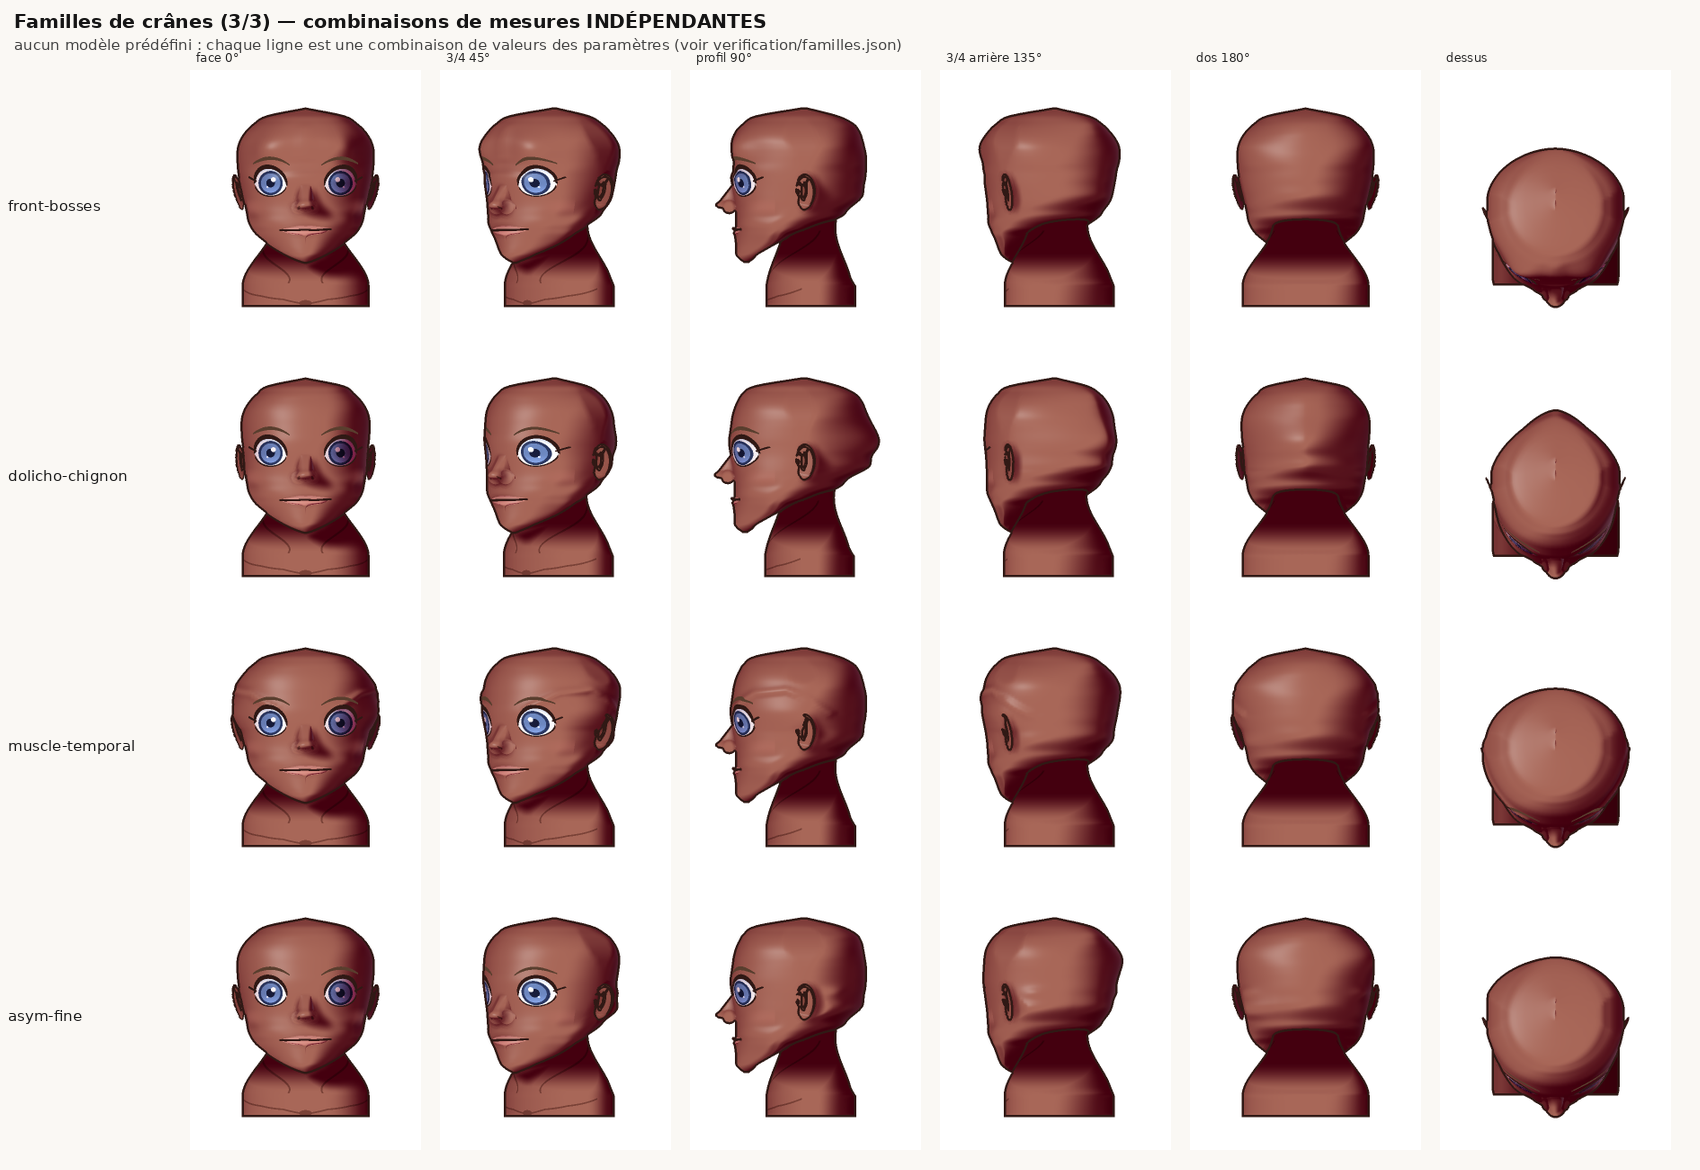 Familles de crânes (3/3) — combinaisons de mesures INDÉPENDANTES
aucun modèle prédéfini : chaque ligne est une combinaison de valeurs des paramètres (voir verification/familles.json)
face 0° 3/4 45° profil 90° 3/4 arrière 135° dos 180° dessus
front-bosses
dolicho-chignon
muscle-temporal
asym-fine